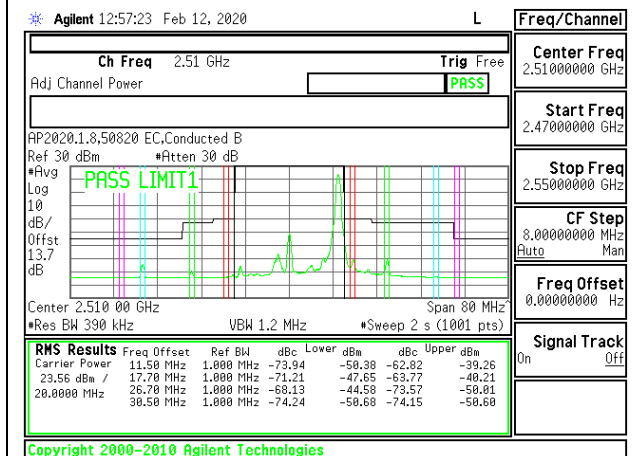 Agilent 12:57:23 Feb 12, 2020 L
Freq/Channel
Ch Freq 2.51 GHz Trig Free
Adj Channel Power PASS
Center Freq
2.51000000 GHz
Start Freq
2.47000000 GHz
Stop Freq
2.55000000 GHz
CF Step
8.00000000 MHz
Auto Man
Freq Offset
0.00000000 Hz
Signal Track
On Off
AP2020.1.8,50820 EC,Conducted B
Ref 30 dBm #Atten 30 dB
#Avg
Log
10
dB/
Offst
13.7
dB
PASS LIMIT1
Center 2.510 00 GHz Span 80 MHz^
#Res BW 390 kHz VBW 1.2 MHz #Sweep 2 s (1001 pts)
RMS Results Freq Offset Ref BW dBc Lower dBm dBc Upper dBm
Carrier Power 11.50 MHz 1.000 MHz -73.94 -50.38 -62.82 -39.26
23.56 dBm / 17.70 MHz 1.000 MHz -71.21 -47.65 -63.77 -40.21
20.0000 MHz 26.70 MHz 1.000 MHz -68.13 -44.58 -73.57 -50.01
30.50 MHz 1.000 MHz -74.24 -50.68 -74.15 -50.60
Copyright 2000-2010 Agilent Technologies